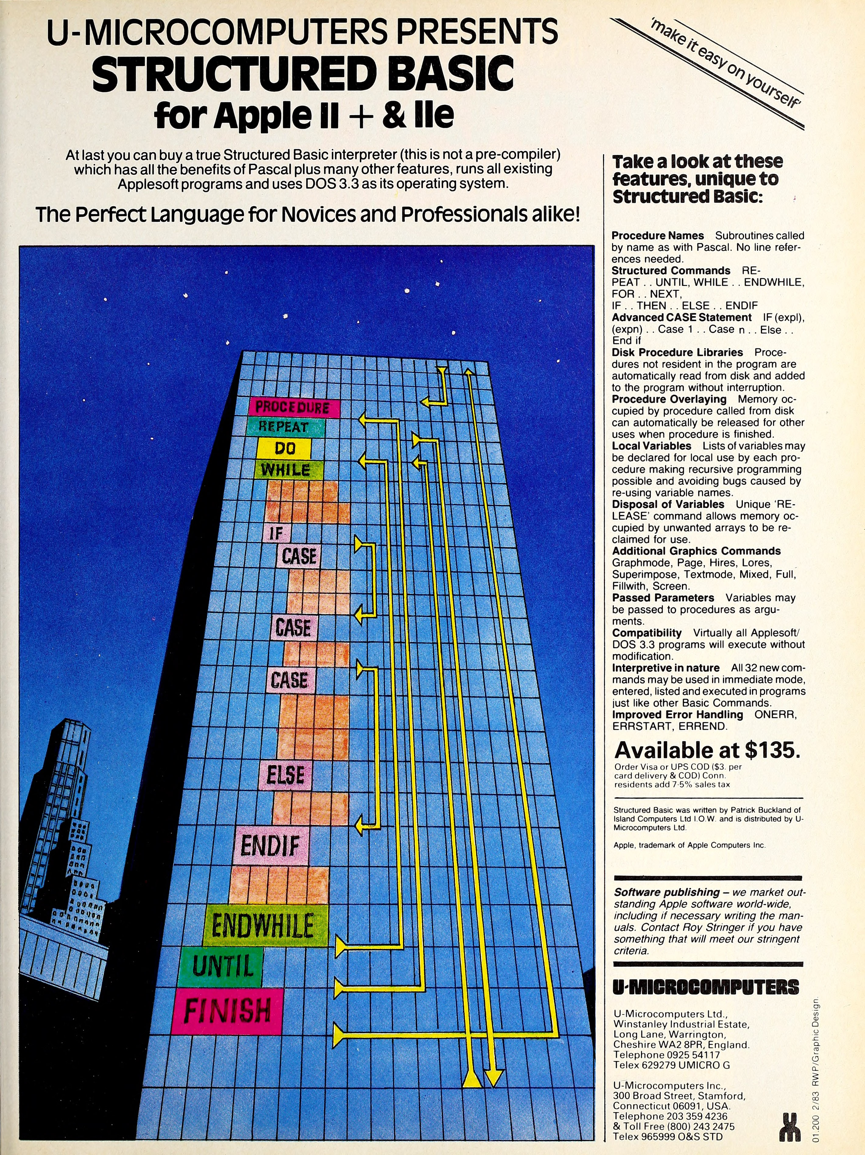 U-MICROCOMPUTERS PRESENTS
STRUCTURED BASIC
for Apple II + & IIe
At last you can buy a true Structured Basic interpreter (this is not a pre-compiler)
which has all the benefits of Pascal plus many other features, runs all existing
Applesoft programs and uses DOS 3.3 as its operating system.
The Perfect Language for Novices and Professionals alike!
'make it easy on yourself'
PROCEDURE
REPEAT
DO
WHILE
IF
CASE
CASE
CASE
ELSE
ENDIF
ENDWHILE
UNTIL
FINISH
Take a look at these
features, unique to
Structured Basic:
Procedure Names Subroutines called
by name as with Pascal. No line refer-
ences needed.
Structured Commands RE-
PEAT . . UNTIL, WHILE . . ENDWHILE,
FOR . . NEXT,
IF . . THEN . . ELSE . . ENDIF
Advanced CASE Statement IF (expl),
(expn) . . Case 1 . . Case n . . Else . .
End if
Disk Procedure Libraries Proce-
dures not resident in the program are
automatically read from disk and added
to the program without interruption.
Procedure Overlaying Memory oc-
cupied by procedure called from disk
can automatically be released for other
uses when procedure is finished.
Local Variables Lists of variables may
be declared for local use by each pro-
cedure making recursive programming
possible and avoiding bugs caused by
re-using variable names.
Disposal of Variables Unique 'RE-
LEASE' command allows memory oc-
cupied by unwanted arrays to be re-
claimed for use.
Additional Graphics Commands
Graphmode, Page, Hires, Lores,
Superimpose, Textmode, Mixed, Full,
Fillwith, Screen.
Passed Parameters Variables may
be passed to procedures as argu-
ments.
Compatibility Virtually all Applesoft/
DOS 3.3 programs will execute without
modification.
Interpretive in nature All 32 new com-
mands may be used in immediate mode,
entered, listed and executed in programs
just like other Basic Commands.
Improved Error Handling ONERR,
ERRSTART, ERREND.
Available at $135.
Order Visa or UPS COD ($3. per
card delivery & COD) Conn.
residents add 7·5% sales tax
Structured Basic was written by Patrick Buckland of
Island Computers Ltd I.O.W. and is distributed by U-
Microcomputers Ltd.
Apple, trademark of Apple Computers Inc.
Software publishing – we market out-
standing Apple software world-wide,
including if necessary writing the man-
uals. Contact Roy Stringer if you have
something that will meet our stringent
criteria.
U-MICROCOMPUTERS
U-Microcomputers Ltd.,
Winstanley Industrial Estate,
Long Lane, Warrington,
Cheshire WA2 8PR, England.
Telephone 0925 54117
Telex 629279 UMICRO G
U-Microcomputers Inc.,
300 Broad Street, Stamford,
Connecticut 06091, USA.
Telephone 203 359 4236
& Toll Free (800) 243 2475
Telex 965999 O&S STD
01.200 2/83 RWP/Graphic Design